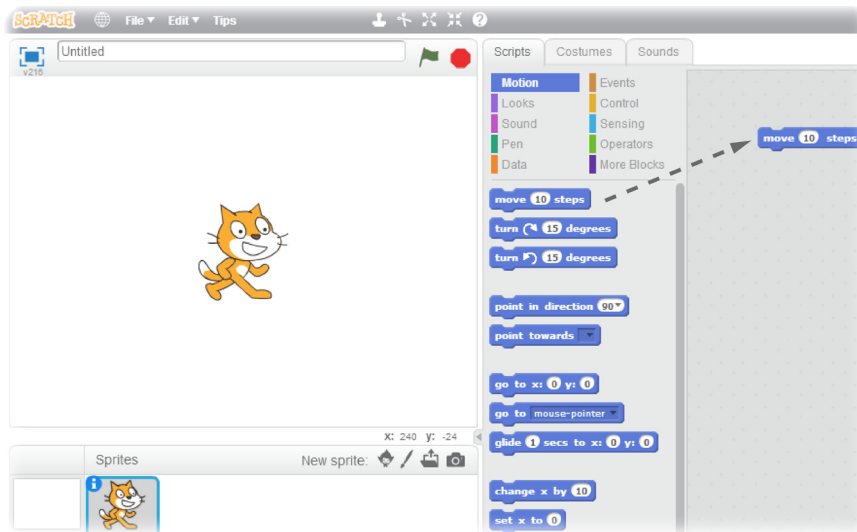 SCRATCH File Edit Tips
v216
Untitled
Scripts Costumes Sounds
Motion Events
Looks Control
Sound Sensing
Pen Operators
Data More Blocks
move 10 steps
turn 15 degrees
turn 15 degrees
point in direction 90
point towards
go to x: 0 y: 0
go to mouse-pointer
glide 1 secs to x: 0 y: 0
change x by 10
set x to 0
move 10 steps
X: 240 y: -24
Sprites New sprite: